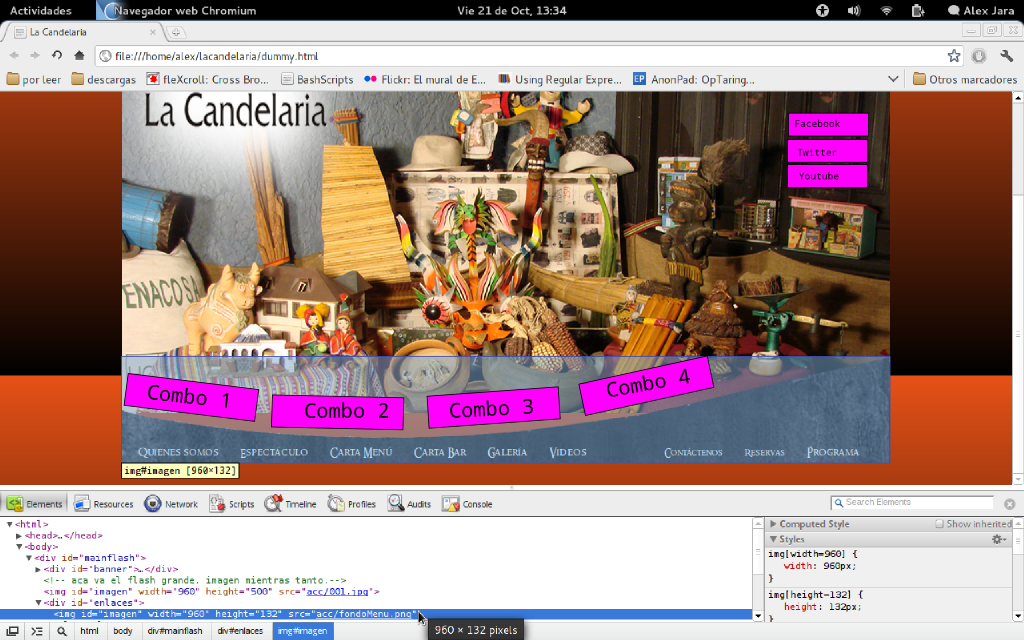 Actividades
Navegador web Chromium
Vie 21 de Oct, 13:34
Alex Jara
La Candelaria
file:///home/alex/lacandelaria/dummy.html
por leer
descargas
fleXcroll: Cross Bro...
BashScripts
Flickr: El mural de E...
Using Regular Expre...
EP
AnonPad: OpTaring...
Otros marcadores
La Candelaria
Facebook
Twitter
Youtube
ENACOSA
Combo 1
Combo 2
Combo 3
Combo 4
Quienes somos
Espectáculo
Carta Menú
Carta Bar
Galería
Videos
Contáctenos
Reservas
Programa
img#imagen [960×132]
Elements
Resources
Network
Scripts
Timeline
Profiles
Audits
Console
Search Elements
<html>
<head>…</head>
<body>
<div id="mainflash">
<div id="banner">…</div>
<!-- aca va el flash grande. imagen mientras tanto.-->
<img id="imagen" width="960" height="500" src="acc/001.jpg">
<div id="enlaces">
<img id="imagen" width="960" height="132" src="acc/fondoMenu.png">
Computed Style
Show inherited
Styles
img[width=960] {
width: 960px;
}
img[height=132] {
height: 132px;
}
html
body
div#mainflash
div#enlaces
img#imagen
960 × 132 pixels